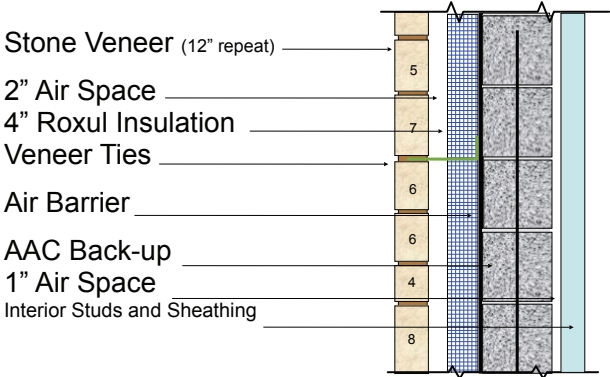 Stone Veneer (12” repeat)
2” Air Space
4” Roxul Insulation
Veneer Ties
Air Barrier
AAC Back-up
1” Air Space
Interior Studs and Sheathing
5
7
6
6
4
8